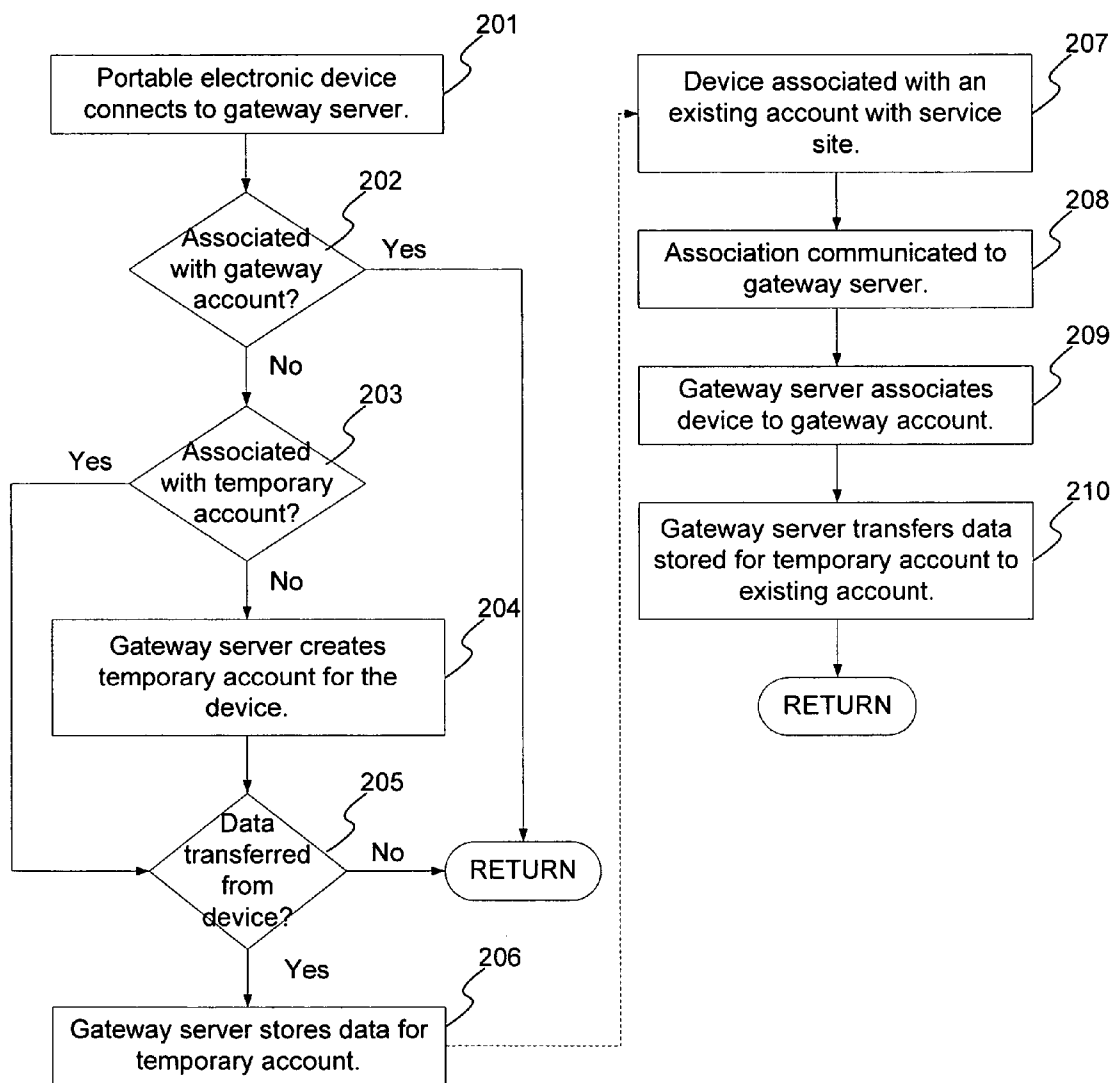 201
Portable electronic device
connects to gateway server.
202
Associated
with gateway
account?
Yes
No
203
Associated
with temporary
account?
Yes
No
204
Gateway server creates
temporary account for the
device.
205
Data
transferred
from
device?
No
RETURN
Yes
206
Gateway server stores data for
temporary account.
207
Device associated with an
existing account with service
site.
208
Association communicated to
gateway server.
209
Gateway server associates
device to gateway account.
210
Gateway server transfers data
stored for temporary account to
existing account.
RETURN